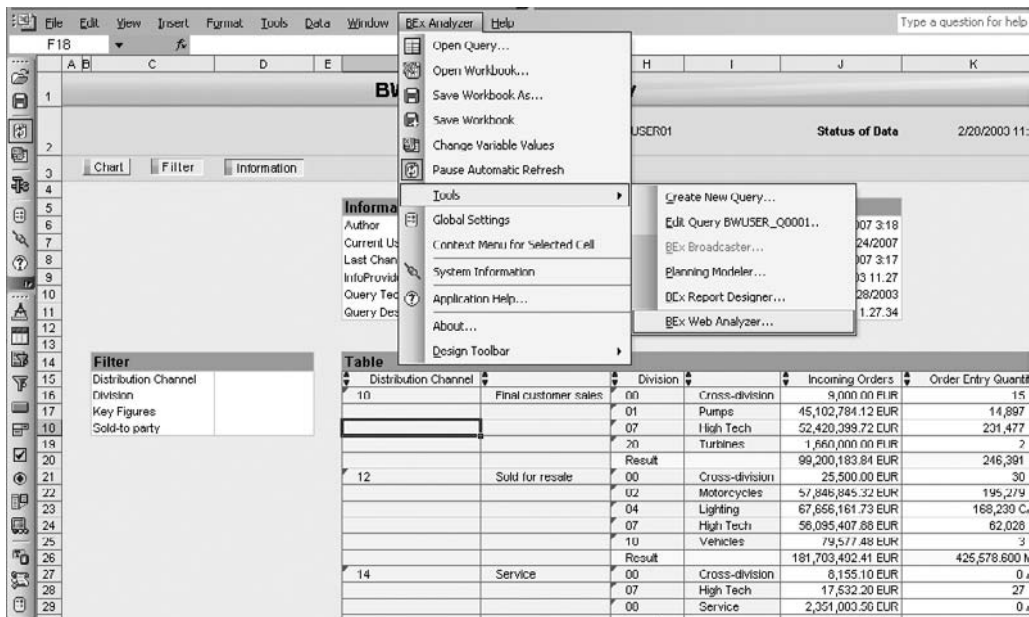 File Edit View Insert Format Tools Data Window BEx Analyzer Help Type a question for help
F18 fx
A B C D E H I J K
1 BW Y
2 USER01 Status of Data 2/20/2003 11:
3 Chart Filter Information
Open Query...
Open Workbook...
Save Workbook As...
Save Workbook
Change Variable Values
Pause Automatic Refresh
Tools
Global Settings
Context Menu for Selected Cell
System Information
Application Help...
About...
Design Toolbar
Create New Query...
Edit Query BWUSER_Q0001..
BEx Broadcaster...
Planning Modeler...
BEx Report Designer...
BEx Web Analyzer...
4
5 Informa
6 Author 007 3:18
7 Current Us 24/2007
8 Last Chan 007 3:17
9 InfoProvid 03 11.27
10 Query Tec 28/2003
11 Query Des 1.27.34
12
13
14 Filter Table
15 Distribution Channel Distribution Channel Division Incoming Orders Order Entry Quantit
16 Division 10 Final customer sales 00 Cross-division 9,000.00 EUR 15
17 Key Figures 01 Pumps 45,102,784.12 EUR 14,897
18 Sold-to party 07 High Tech 52,420,399.72 EUR 231,477
19 20 Turbines 1,660,000.00 EUR 2
20 Result 99,200,183.84 EUR 246,391
21 12 Sold for resale 00 Cross-division 25,500.00 EUR 30
22 02 Motorcycles 57,846,845.32 EUR 195,279
23 04 Lighting 67,656,161.73 EUR 168,239 CA
24 07 High Tech 56,095,407.88 EUR 62,028
25 10 Vehicles 79,577.48 EUR 3
26 Result 181,703,492.41 EUR 425,578.600 M
27 14 Service 00 Cross-division 8,155.10 EUR 0
28 07 High Tech 17,532.20 EUR 27
29 00 Service 2,351,003.56 EUR 0